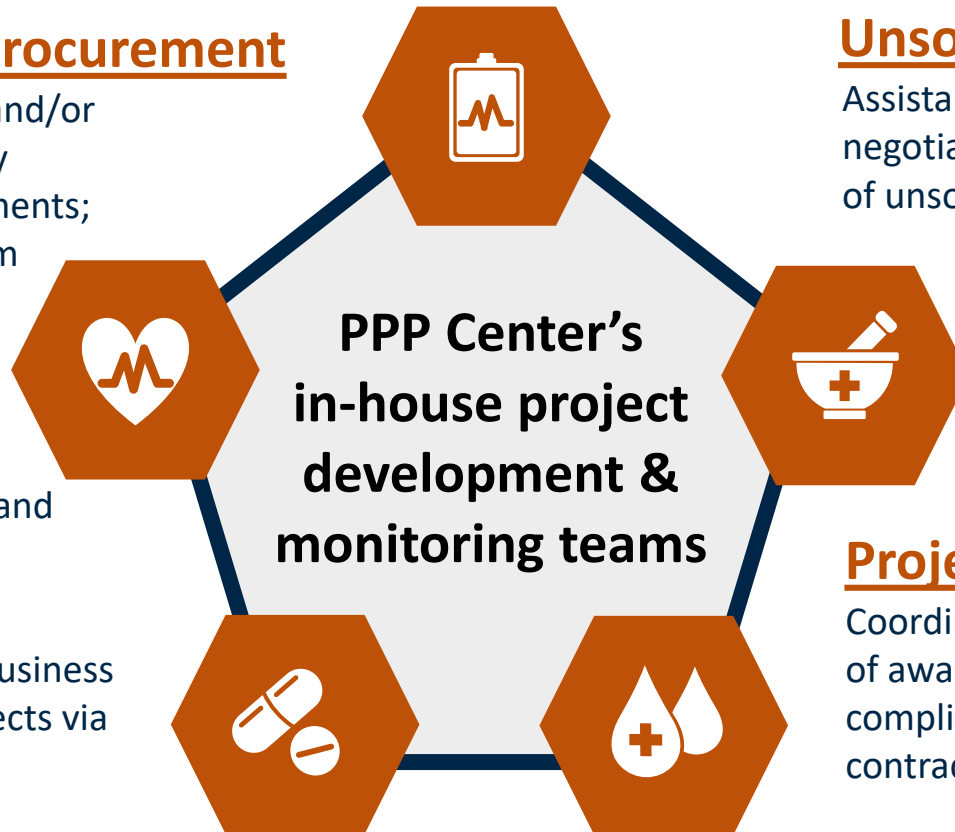 rocurement
and/or
y
nents;
m
and
usiness
ects via
PPP Center’s
in-house project
development &
monitoring teams
Unso
Assista
negotia
of unso
Proje
Coordi
of awa
compli
contrac